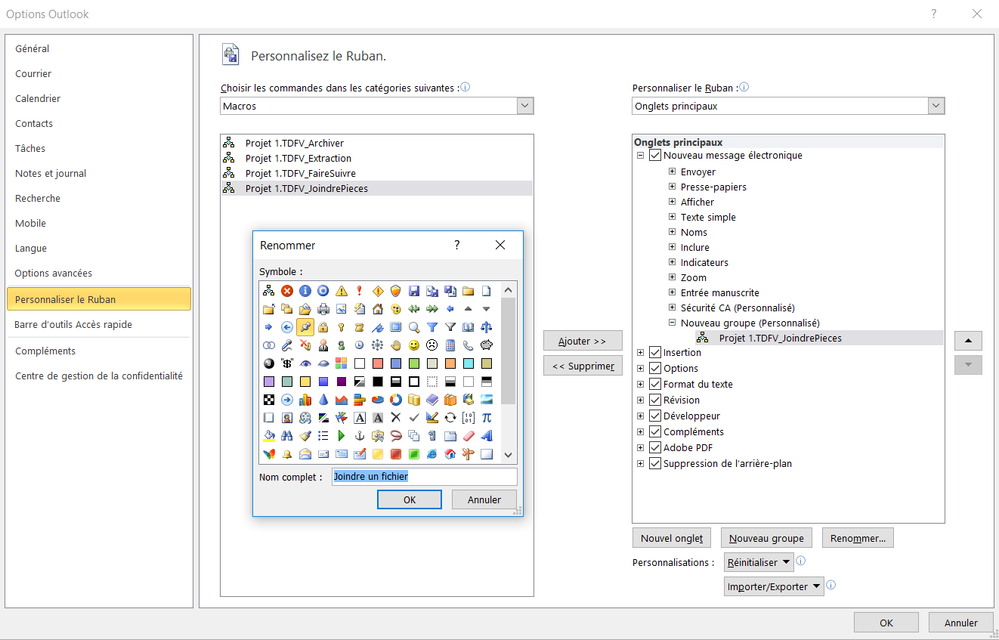 Options Outlook
Général
Courrier
Calendrier
Contacts
Tâches
Notes et journal
Recherche
Mobile
Langue
Options avancées
Personnaliser le Ruban
Barre d'outils Accès rapide
Compléments
Centre de gestion de la confidentialité
Personnalisez le Ruban.
Choisir les commandes dans les catégories suivantes :
Macros
Projet 1.TDFV_Archiver
Projet 1.TDFV_Extraction
Projet 1.TDFV_FaireSuivre
Projet 1.TDFV_JoindrePieces
Renommer
?
Symbole :
Nom complet :
Joindre un fichier
OK
Annuler
Ajouter >>
<< Supprimer
Personnaliser le Ruban :
Onglets principaux
Onglets principaux
Nouveau message électronique
Envoyer
Presse-papiers
Afficher
Texte simple
Noms
Inclure
Indicateurs
Zoom
Entrée manuscrite
Sécurité CA (Personnalisé)
Nouveau groupe (Personnalisé)
Projet 1.TDFV_JoindrePieces
Insertion
Options
Format du texte
Révision
Développeur
Compléments
Adobe PDF
Suppression de l'arrière-plan
Nouvel onglet
Nouveau groupe
Renommer...
Personnalisations :
Réinitialiser
Importer/Exporter
OK
Annuler